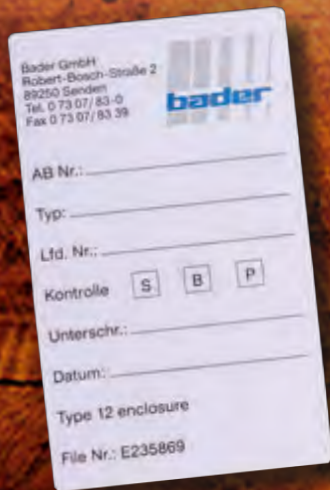 Bader GmbH
Robert-Bosch-Straße 2
89250 Senden
Tel. 0 73 07/ 83-0
Fax 0 73 07/ 83 39
bader
AB Nr.:
Typ:
Lfd. Nr.:
Kontrolle S B P
Unterschr.:
Datum:
Type 12 enclosure
File Nr.: E235869